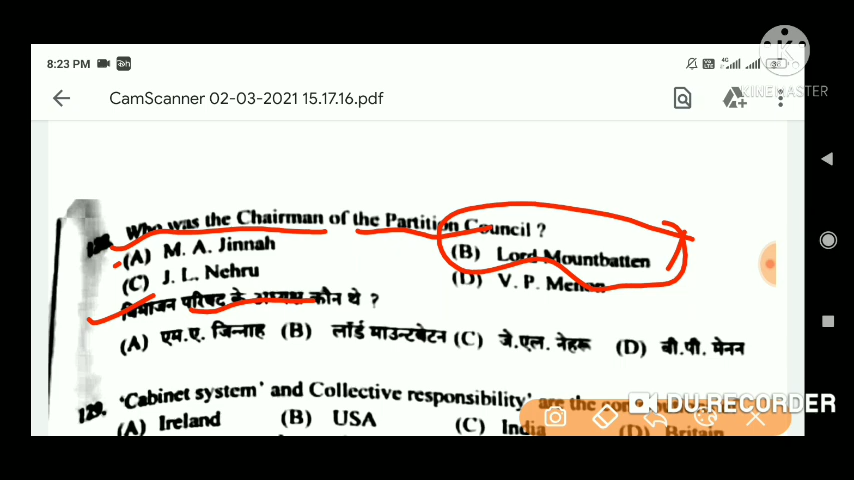 8:23 PM
K
KINEMASTER
CamScanner 02-03-2021 15.17.16.pdf
Who was the Chairman of the Partition Council ?
(A) M. A. Jinnah (B) Lord Mountbatten
(C) J. L. Nehru (D) V. P. Menon
विभाजन परिषद के अध्यक्ष कौन थे ?
(A) एम.ए. जिन्नाह (B) लॉर्ड माउन्टबेटन (C) जे.एल. नेहरू (D) बी.पी. मेनन
129. ‘Cabinet system’ and Collective responsibility’ are the
DU RECORDER
(A) Ireland (B) USA (C) India (D) Britain